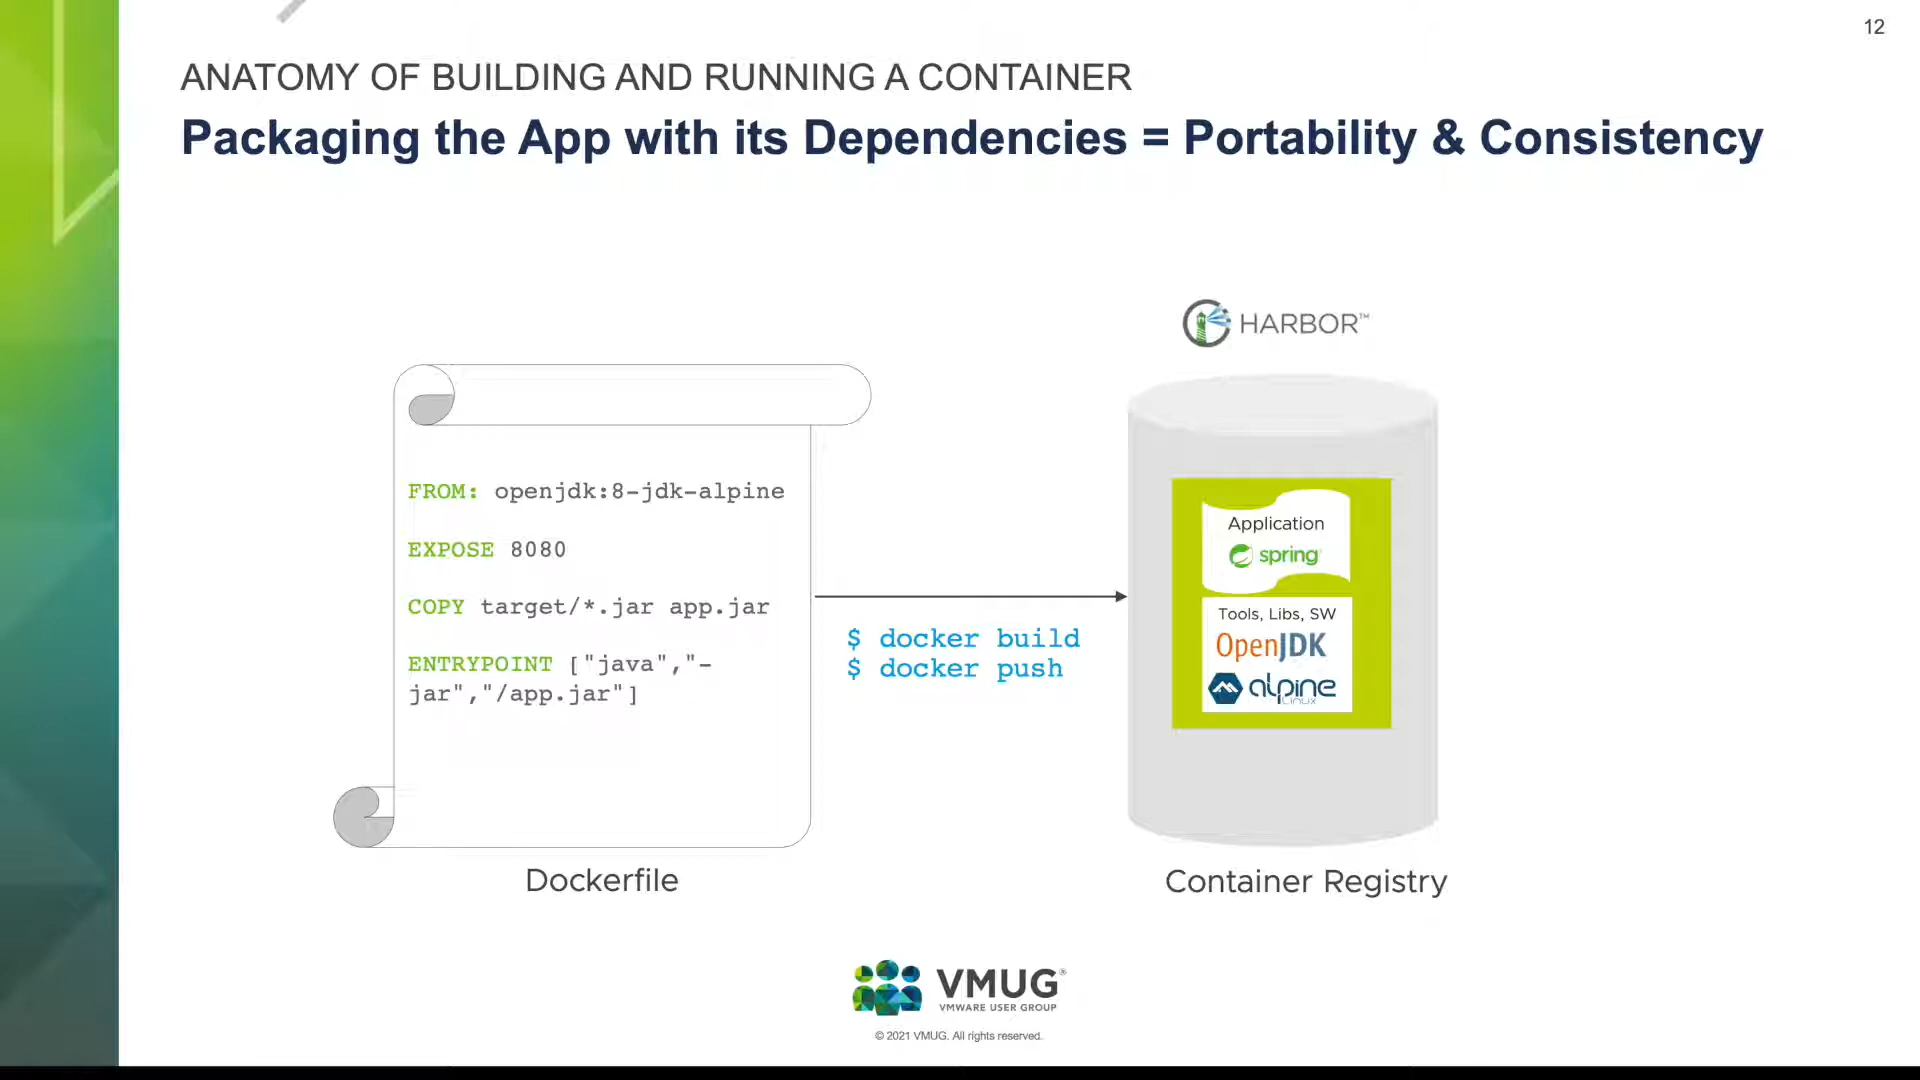 12
ANATOMY OF BUILDING AND RUNNING A CONTAINER
Packaging the App with its Dependencies = Portability & Consistency
HARBOR™
FROM: openjdk:8-jdk-alpine
EXPOSE 8080
COPY target/*.jar app.jar
ENTRYPOINT ["java","-
jar","/app.jar"]
$ docker build
$ docker push
Application
spring
Tools, Libs, SW
OpenJDK
alpine
Linux
Dockerfile
Container Registry
VMUG®
VMWARE USER GROUP
© 2021 VMUG. All rights reserved.